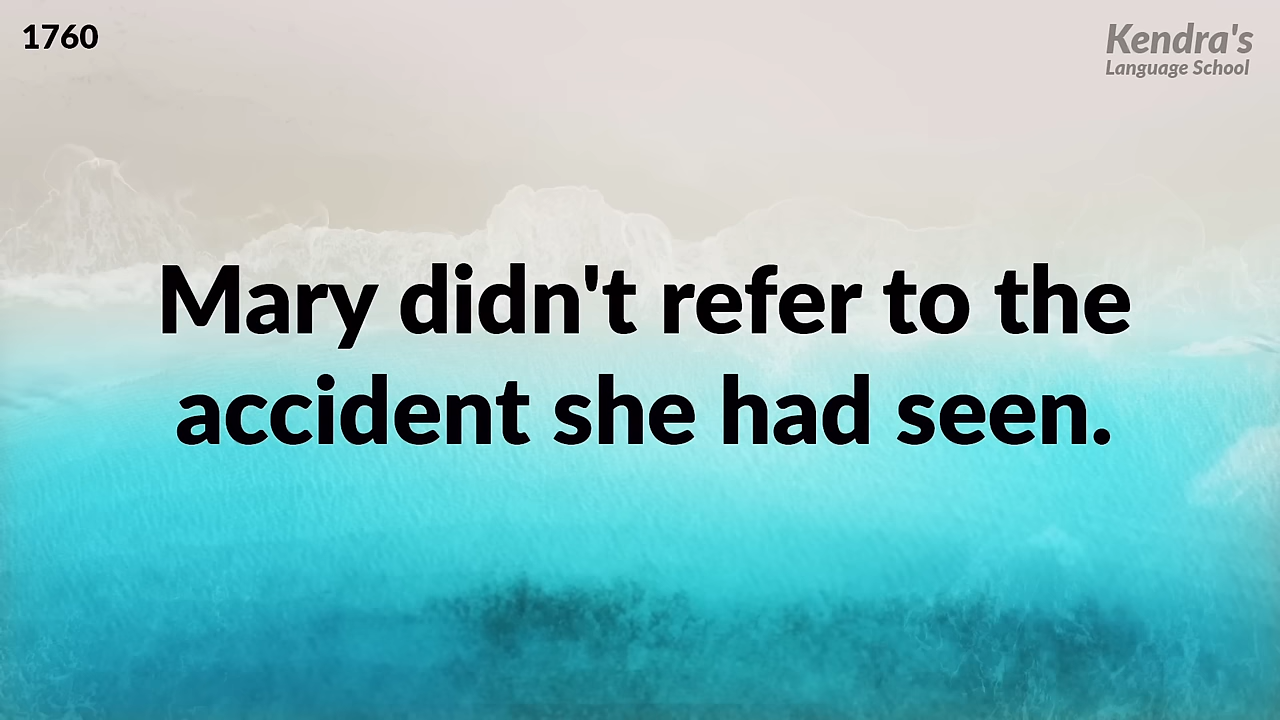 1760
Kendra's
Language School
Mary didn't refer to the
accident she had seen.